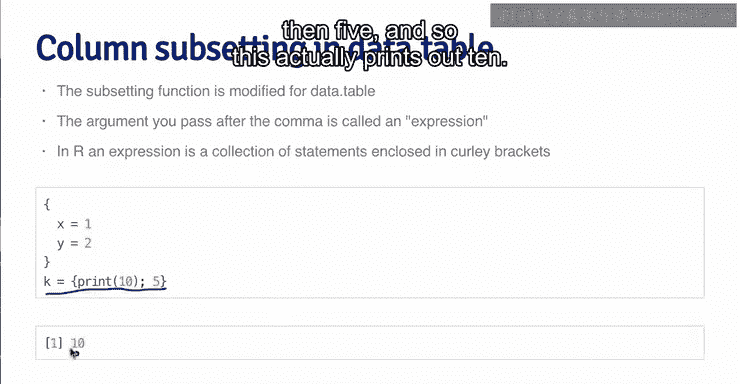 then five, and so
this actually prints out ten.
Column subsetting in data.table
· The subsetting function is modified for data.table
· The argument you pass after the comma is called an "expression"
· In R an expression is a collection of statements enclosed in curley brackets
{
x = 1
y = 2
}
k = {print(10); 5}
[1] 10